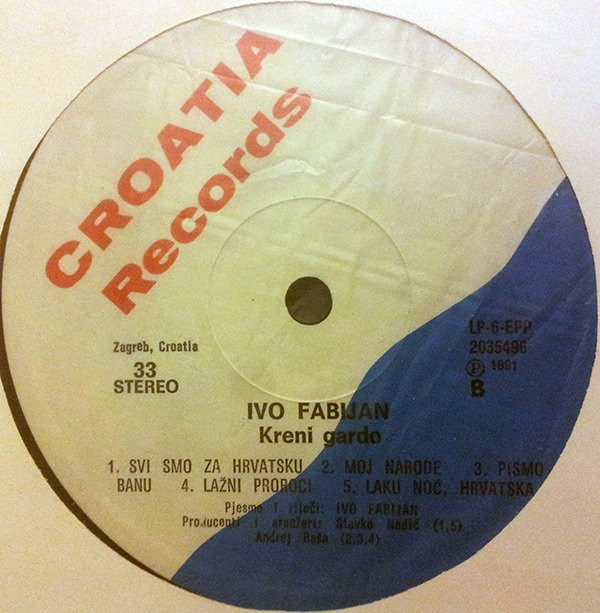 CROATIA
Records
Zagreb, Croatia
33
STEREO
LP-6-EPP
2035496
Ⓟ 1991
B
IVO FABIJAN
Kreni gardo
1. SVI SMO ZA HRVATSKU 2. MOJ NARODE 3. PISMO
BANU 4. LAŽNI PROROCI 5. LAKU NOĆ, HRVATSKA
Pjesme i riječi: IVO FABIJAN
Producenti i aranžeri: Slavko Nedić (1,5)
Andrej Baša (2,3,4)